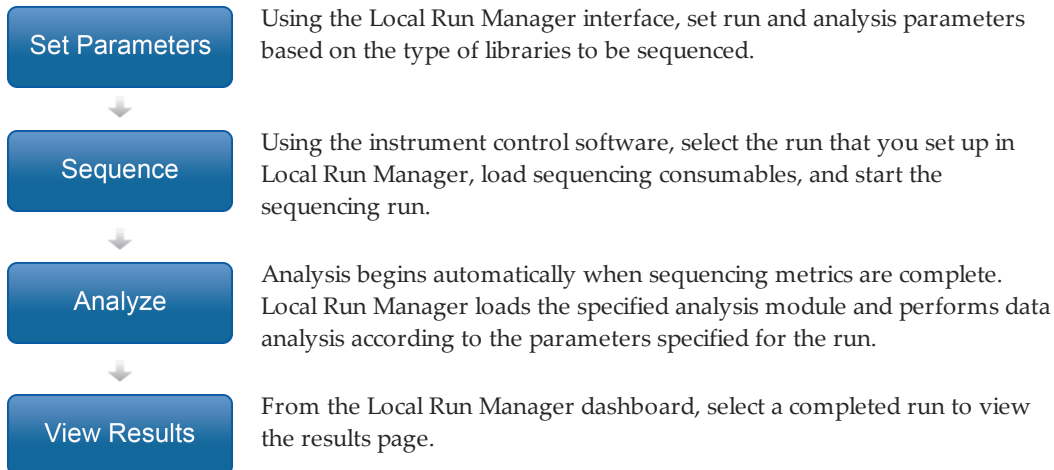 Set Parameters
Using the Local Run Manager interface, set run and analysis parameters
based on the type of libraries to be sequenced.
Sequence
Using the instrument control software, select the run that you set up in
Local Run Manager, load sequencing consumables, and start the
sequencing run.
Analyze
Analysis begins automatically when sequencing metrics are complete.
Local Run Manager loads the specified analysis module and performs data
analysis according to the parameters specified for the run.
View Results
From the Local Run Manager dashboard, select a completed run to view
the results page.